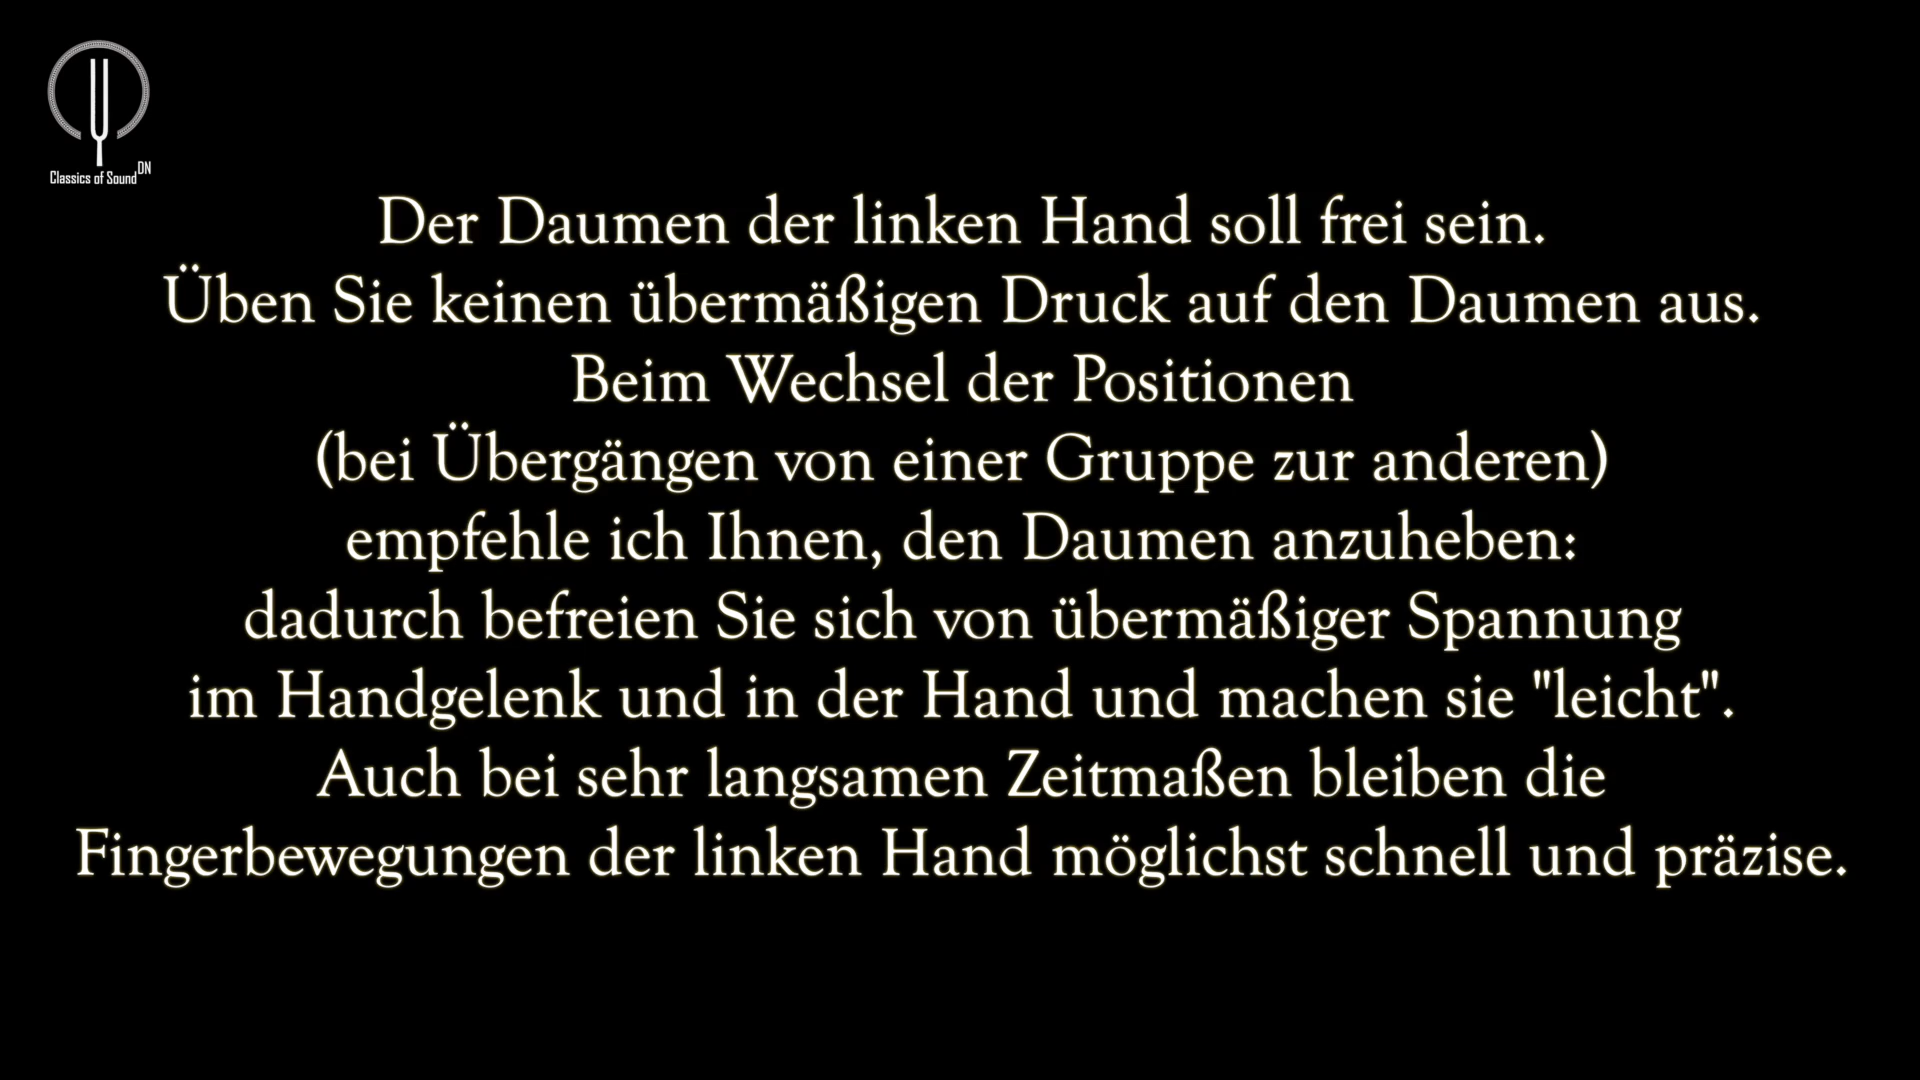 Classics of Sound DN
Der Daumen der linken Hand soll frei sein.
Üben Sie keinen übermäßigen Druck auf den Daumen aus.
Beim Wechsel der Positionen
(bei Übergängen von einer Gruppe zur anderen)
empfehle ich Ihnen, den Daumen anzuheben:
dadurch befreien Sie sich von übermäßiger Spannung
im Handgelenk und in der Hand und machen sie "leicht".
Auch bei sehr langsamen Zeitmaßen bleiben die
Fingerbewegungen der linken Hand möglichst schnell und präzise.